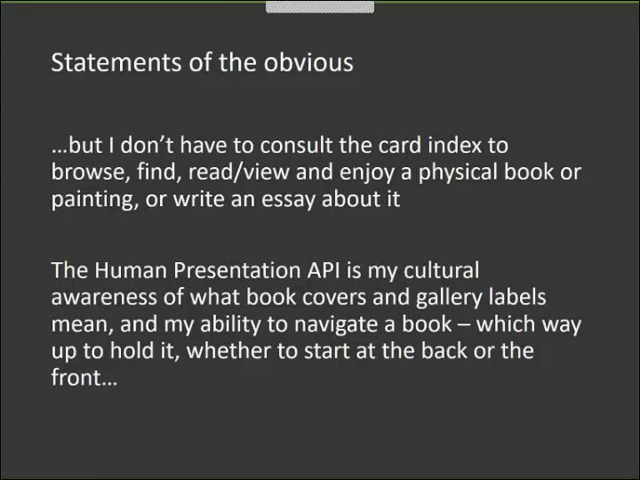 Statements of the obvious
…but I don’t have to consult the card index to
browse, find, read/view and enjoy a physical book or
painting, or write an essay about it
The Human Presentation API is my cultural
awareness of what book covers and gallery labels
mean, and my ability to navigate a book – which way
up to hold it, whether to start at the back or the
front…